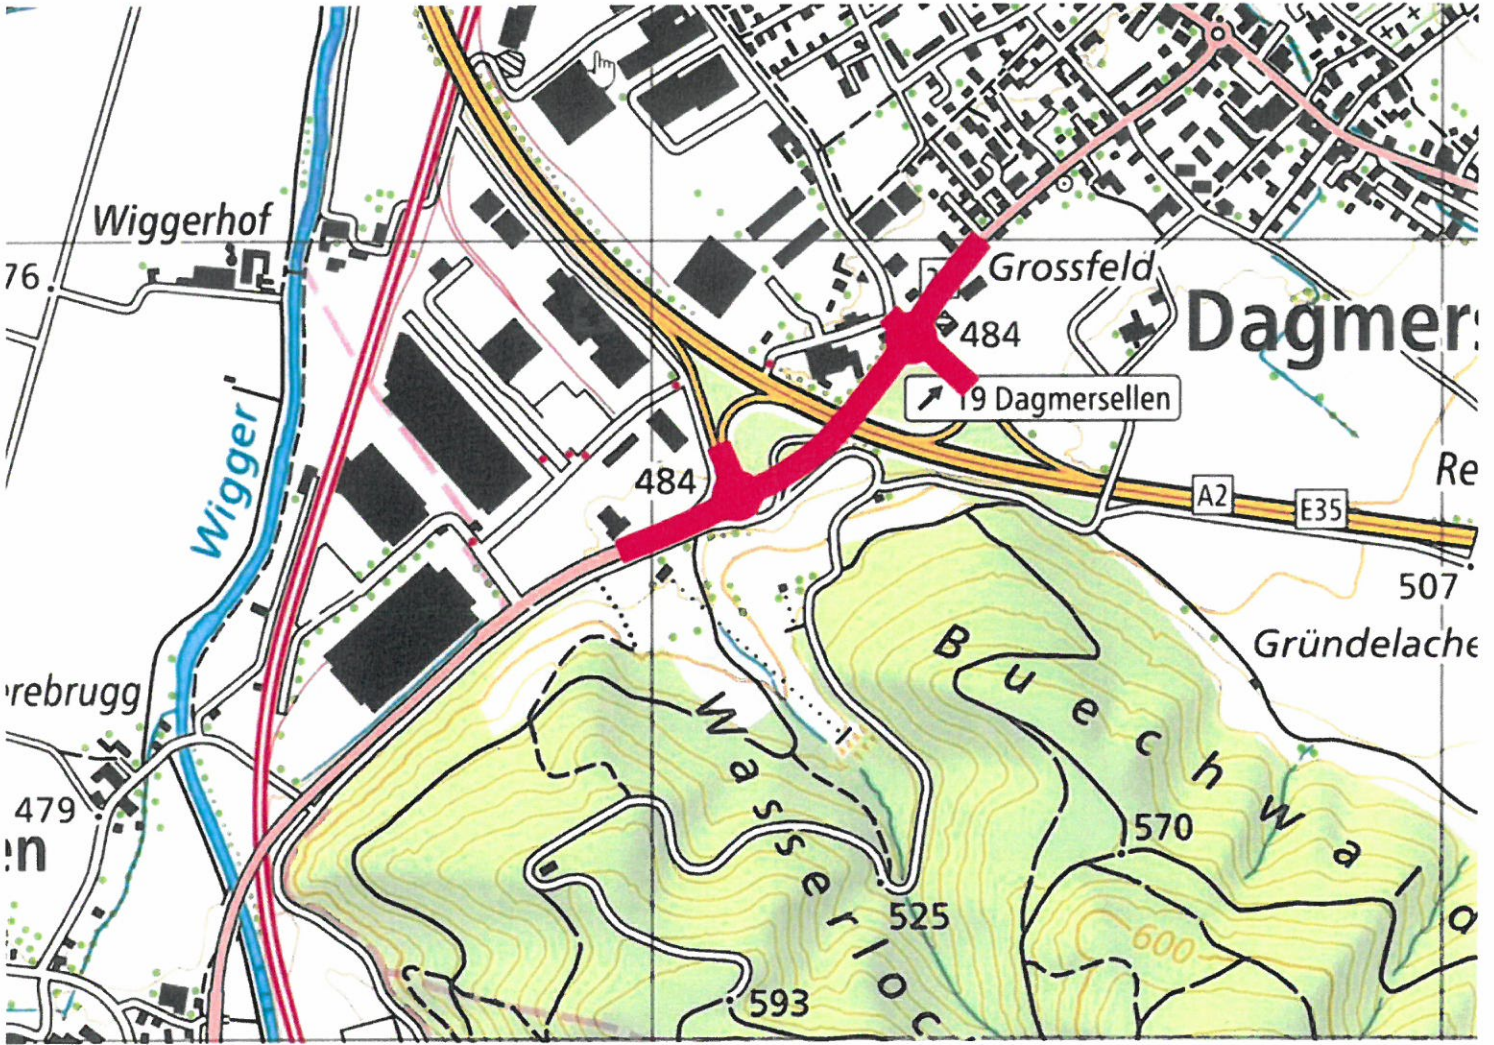 Wiggerhof
76
Grossfeld
Dagmers
484
19 Dagmersellen
Wigger
484
A2
E35
Re
507
Gründelache
Buechwald
rebrugg
Wasserloc
479
570
en
525
600
593